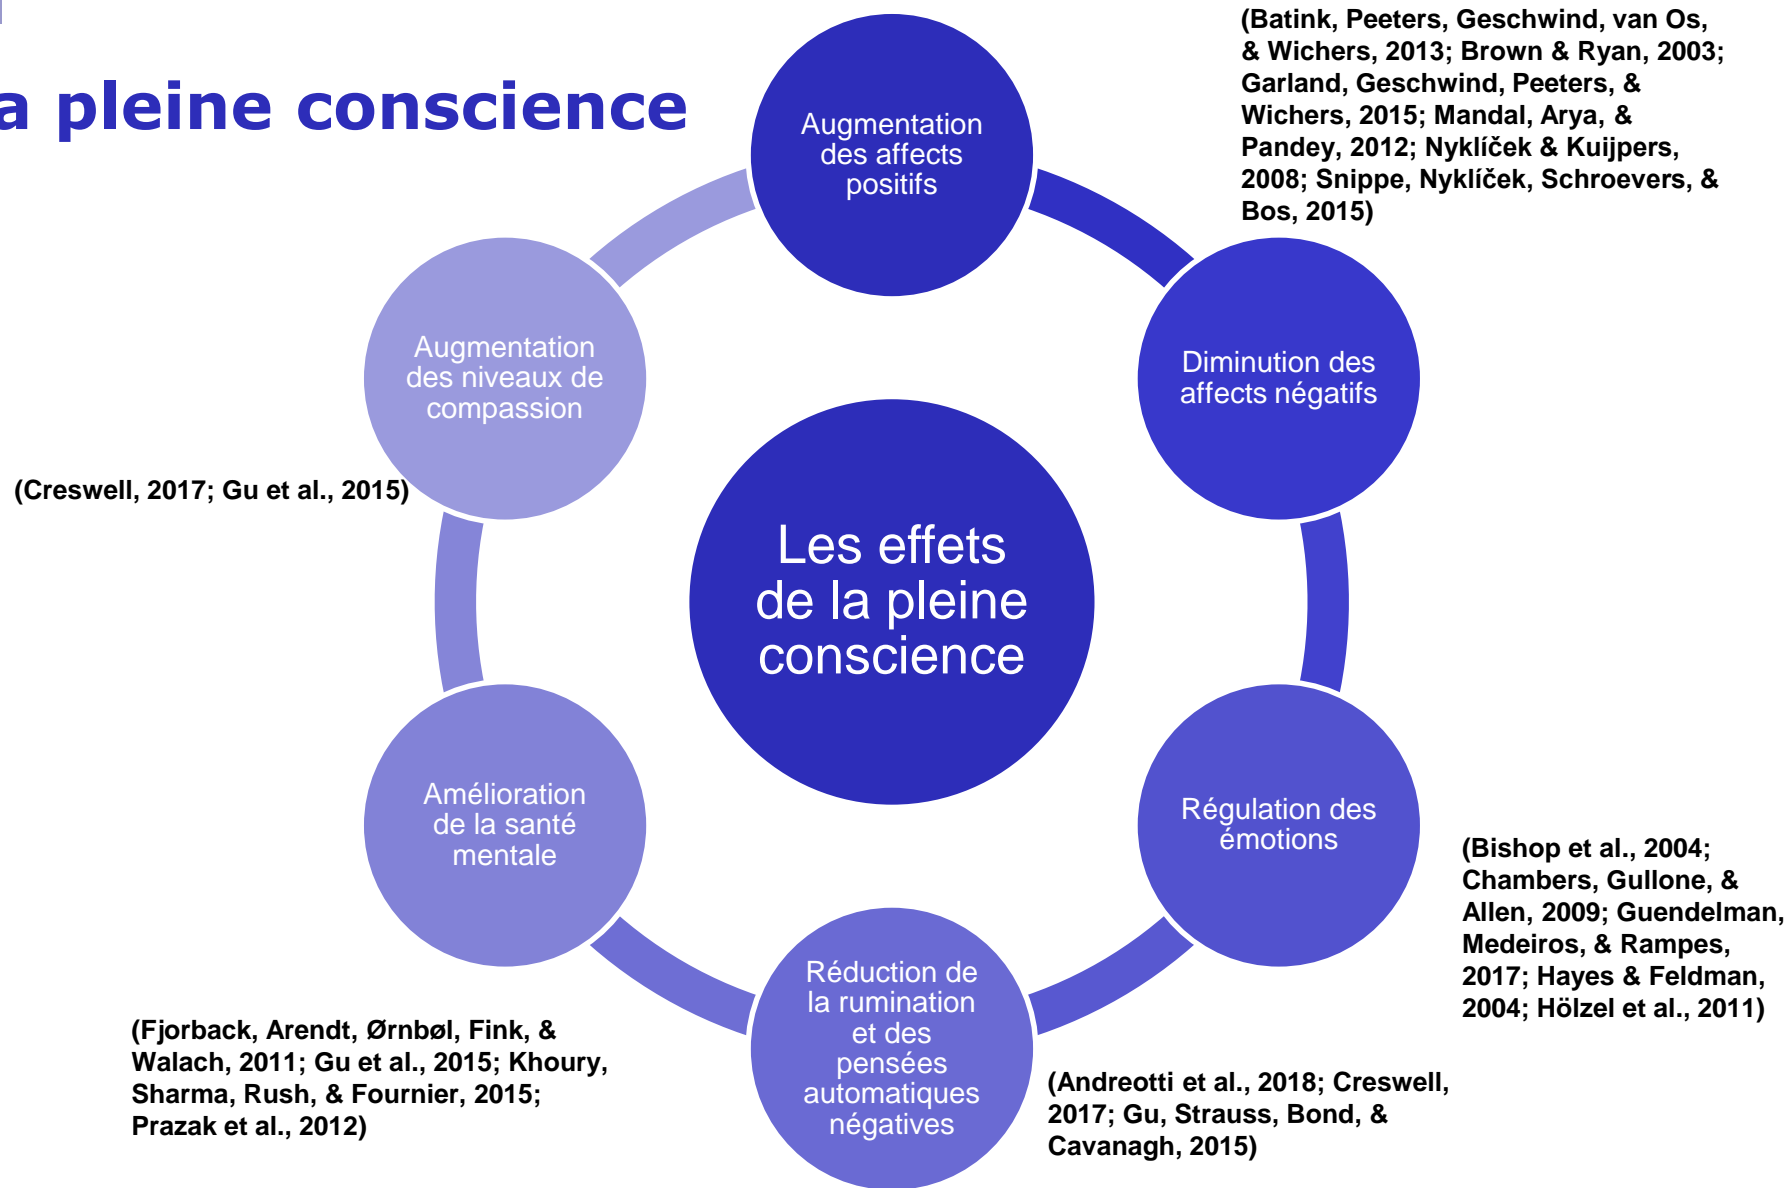 a pleine conscience
(Batink, Peeters, Geschwind, van Os,
& Wichers, 2013; Brown & Ryan, 2003;
Garland, Geschwind, Peeters, &
Wichers, 2015; Mandal, Arya, &
Pandey, 2012; Nyklíček & Kuijpers,
2008; Snippe, Nyklíček, Schroevers, &
Bos, 2015)
Augmentation
des affects
positifs
Diminution des
affects négatifs
Régulation des
émotions
(Bishop et al., 2004;
Chambers, Gullone, &
Allen, 2009; Guendelman,
Medeiros, & Rampes,
2017; Hayes & Feldman,
2004; Hölzel et al., 2011)
Réduction de
la rumination
et des
pensées
automatiques
négatives
(Andreotti et al., 2018; Creswell,
2017; Gu, Strauss, Bond, &
Cavanagh, 2015)
Amélioration
de la santé
mentale
(Fjorback, Arendt, Ørnbøl, Fink, &
Walach, 2011; Gu et al., 2015; Khoury,
Sharma, Rush, & Fournier, 2015;
Prazak et al., 2012)
Augmentation
des niveaux de
compassion
(Creswell, 2017; Gu et al., 2015)
Les effets
de la pleine
conscience